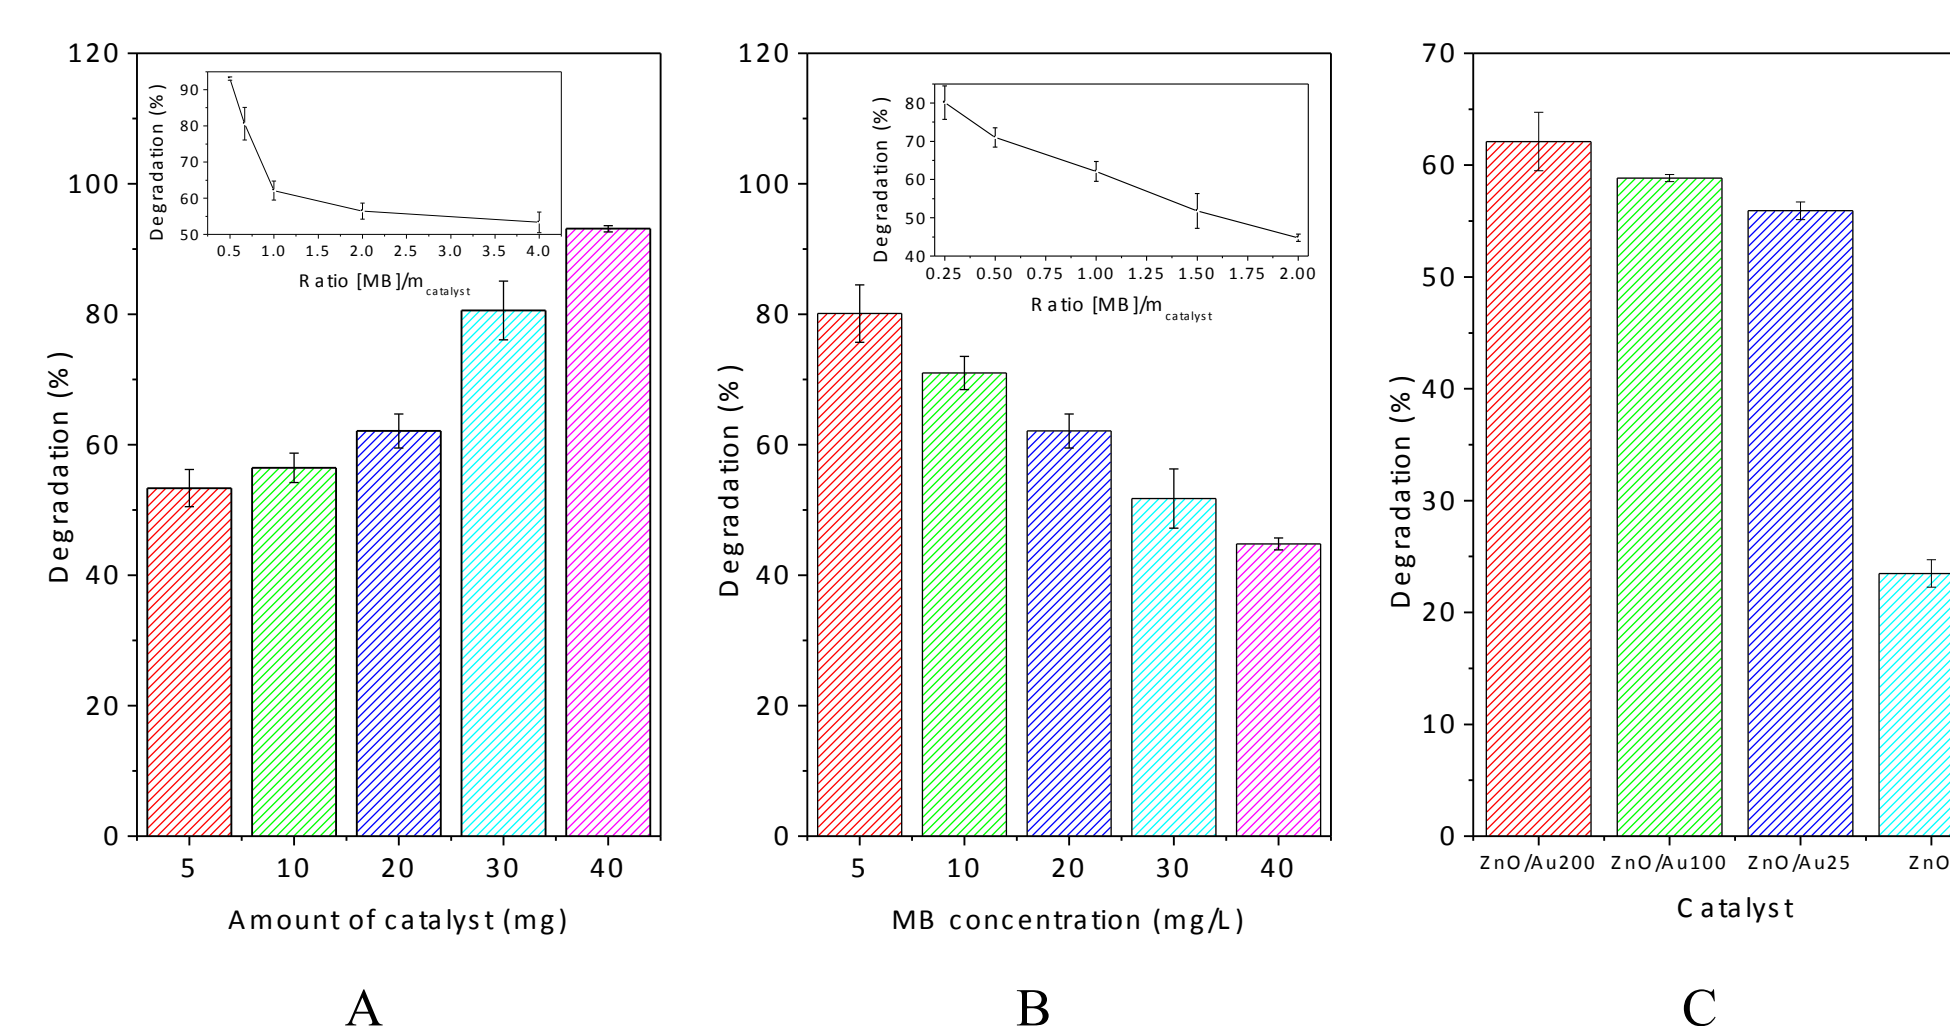 120
100
80
60
40
20
0
Degradation (%)
5 10 20 30 40
Amount of catalyst (mg)
90
80
70
60
50
Degradation (%)
0.5 1.0 1.5 2.0 2.5 3.0 3.5 4.0
Ratio [MB]/mcatalyst
A
120
100
80
60
40
20
0
Degradation (%)
5 10 20 30 40
MB concentration (mg/L)
80
70
60
50
40
Degradation (%)
0.25 0.50 0.75 1.00 1.25 1.50 1.75 2.00
Ratio [MB]/mcatalyst
B
70
60
50
40
30
20
10
0
Degradation (%)
ZnO/Au200 ZnO/Au100 ZnO/Au25 ZnO
Catalyst
C